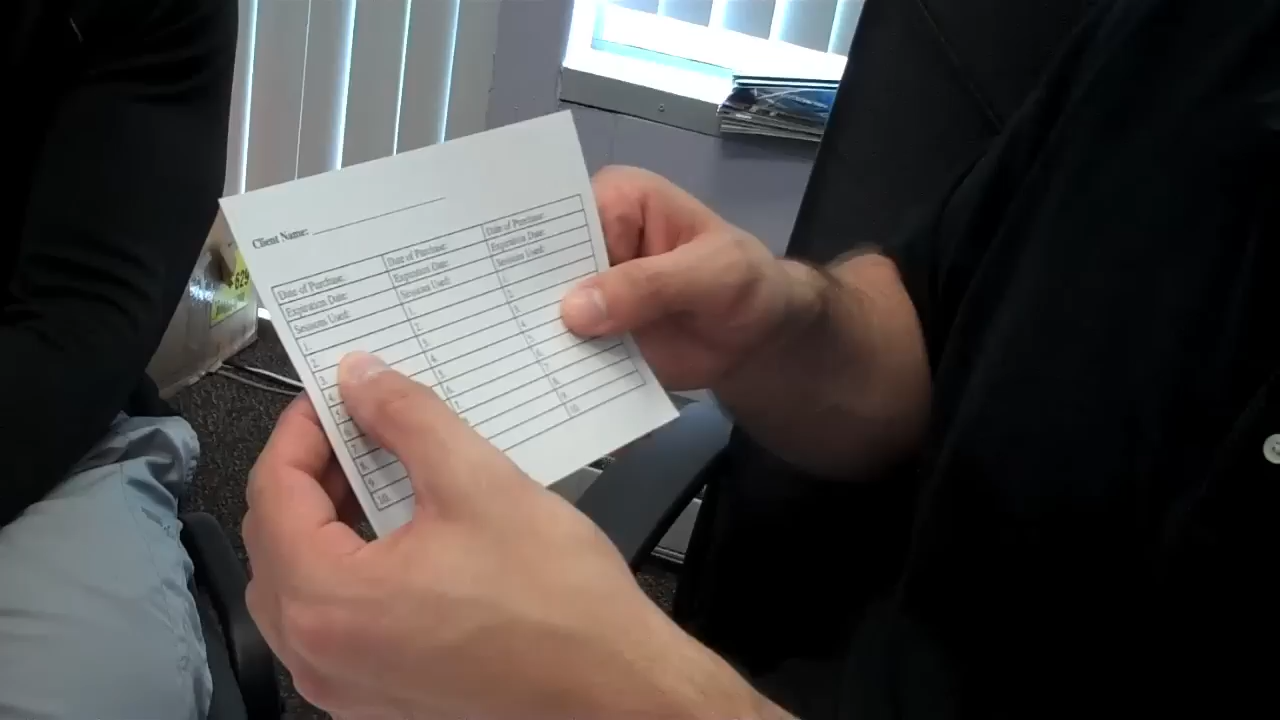 Client Name:
Date of Purchase: Date of Purchase: Date of Purchase:
Expiration Date: Expiration Date: Expiration Date:
Sessions Used: Sessions Used: Sessions Used:
1. 1. 1.
2. 2. 2.
3. 3. 3.
4. 4. 4.
5. 5. 5.
6. 6. 6.
7. 7. 7.
8. 8.
9. 9.
10. 10.